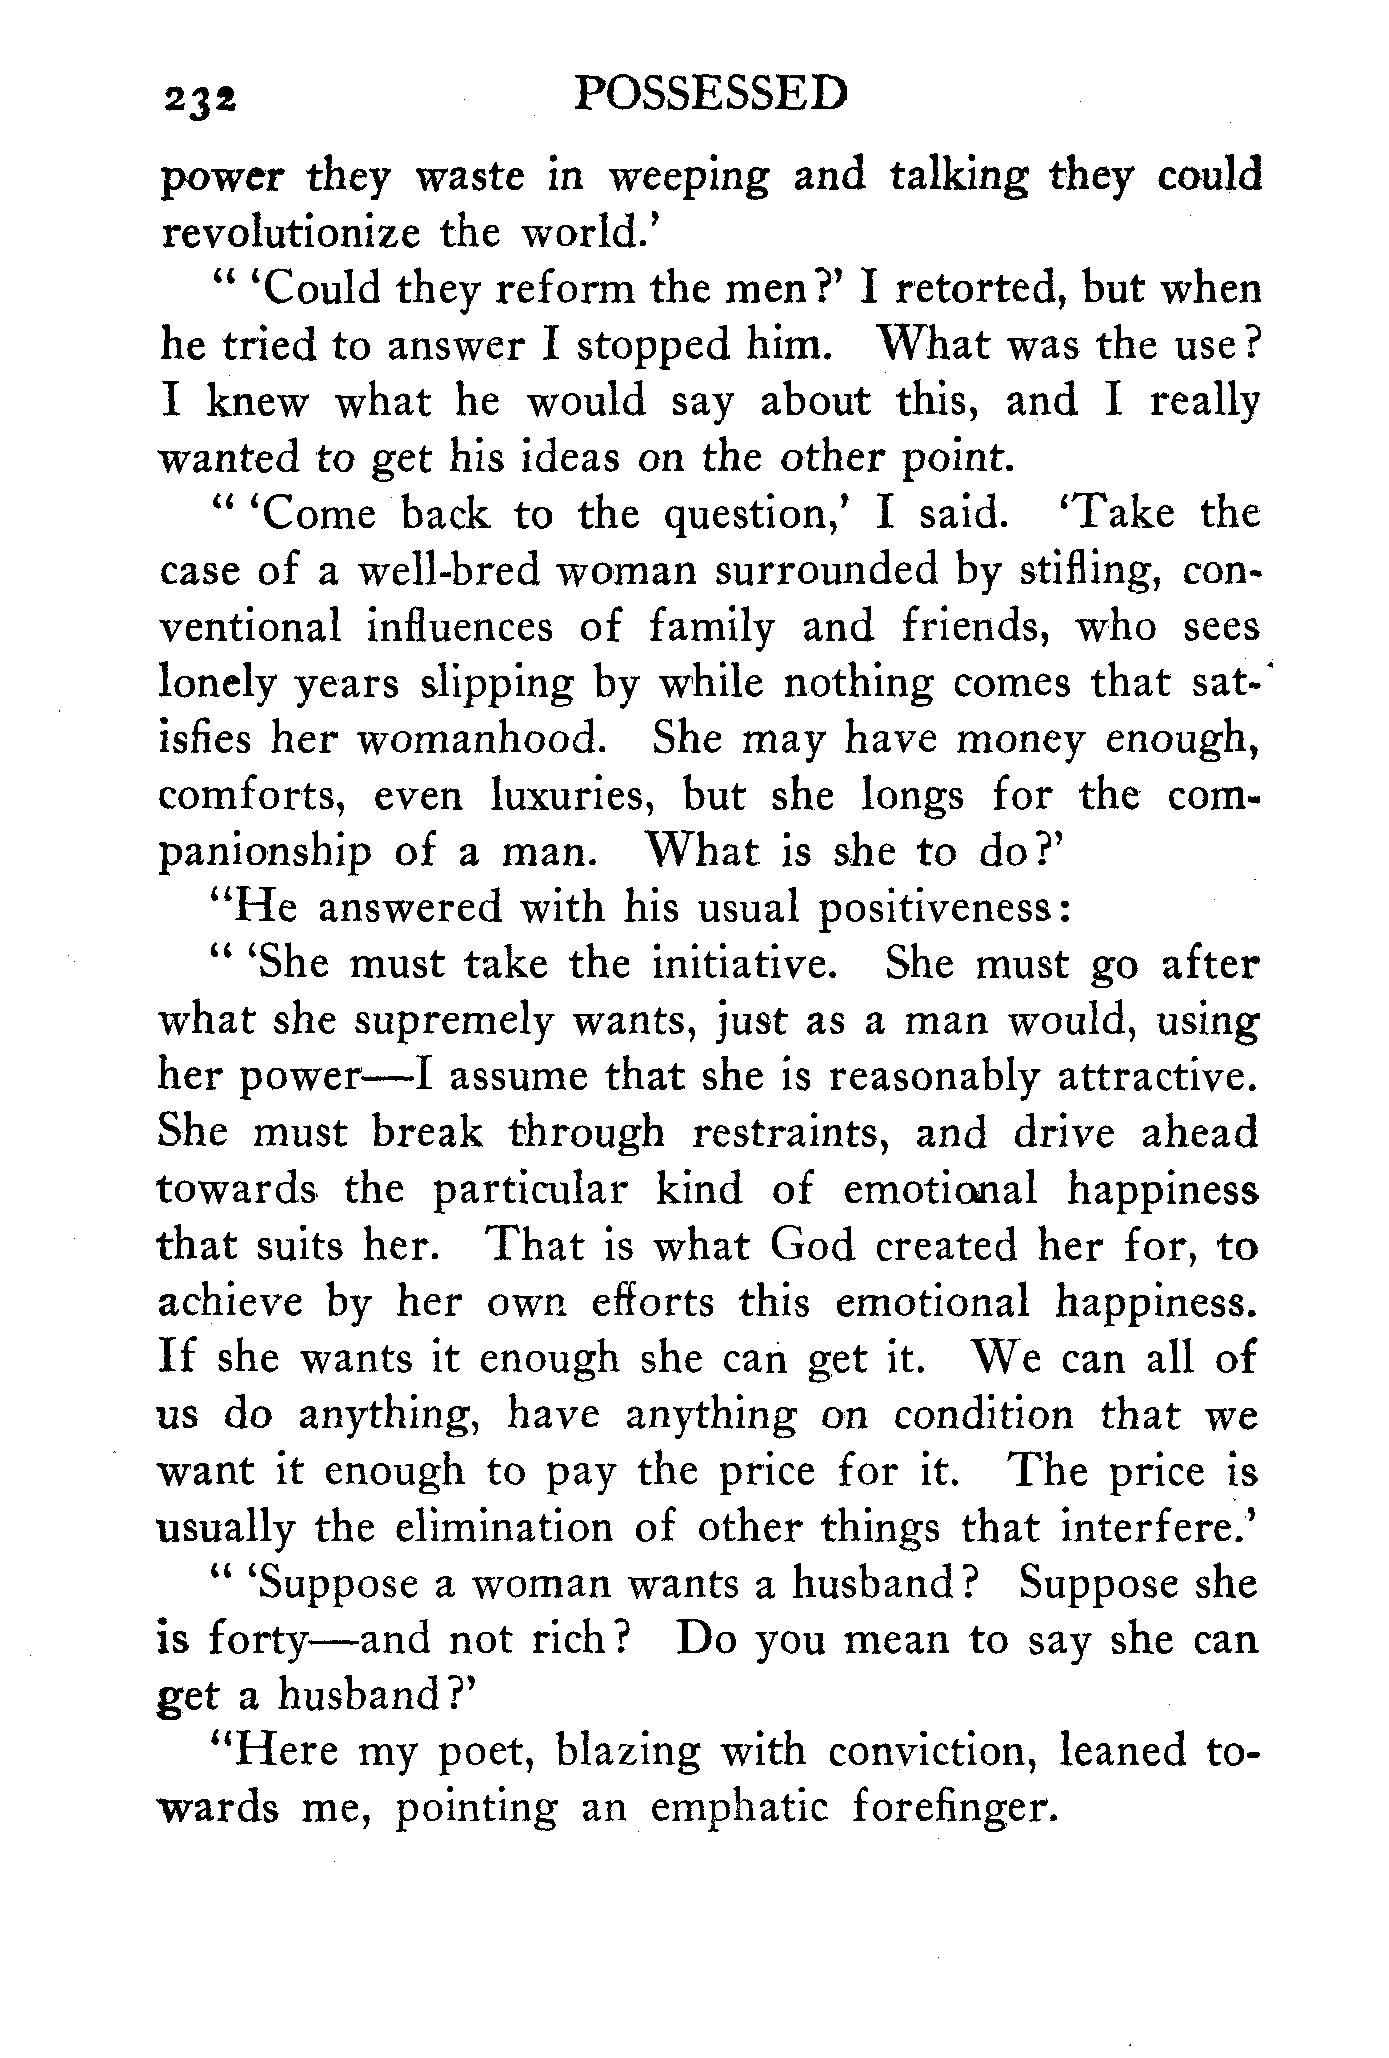 232 POSSESSED
power they waste in weeping and talking they could
revolutionize the world.’
“ ‘Could they reform the men?’ I retorted, but when
he tried to answer I stopped him. What was the use?
I knew what he would say about this, and I really
wanted to get his ideas on the other point.
“ ‘Come back to the question,’ I said. ‘Take the
case of a well-bred woman surrounded by stifling, con-
ventional influences of family and friends, who sees
lonely years slipping by while nothing comes that sat-
isfies her womanhood. She may have money enough,
comforts, even luxuries, but she longs for the com-
panionship of a man. What is she to do?’
“He answered with his usual positiveness:
“ ‘She must take the initiative. She must go after
what she supremely wants, just as a man would, using
her power—I assume that she is reasonably attractive.
She must break through restraints, and drive ahead
towards the particular kind of emotional happiness
that suits her. That is what God created her for, to
achieve by her own efforts this emotional happiness.
If she wants it enough she can get it. We can all of
us do anything, have anything on condition that we
want it enough to pay the price for it. The price is
usually the elimination of other things that interfere.’
“ ‘Suppose a woman wants a husband? Suppose she
is forty—and not rich? Do you mean to say she can
get a husband?’
“Here my poet, blazing with conviction, leaned to-
wards me, pointing an emphatic forefinger.